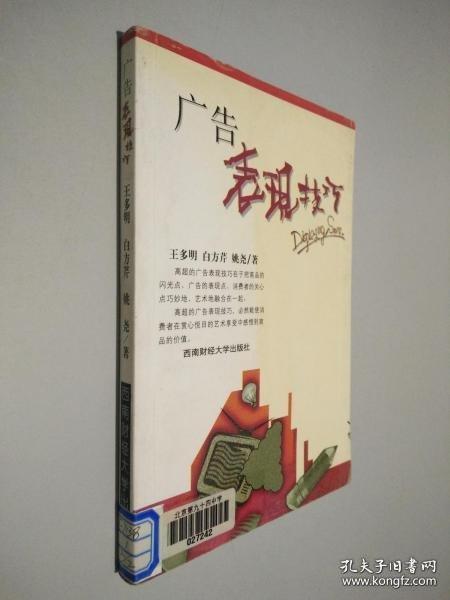 广告
表现技巧
王多明 白方芹 姚尧/著
高超的广告表现技巧在于把商品的
闪光点、广告的表现点、消费者的关心
点巧妙地、艺术地融合在一起。
高超的广告表现技巧，必然能使消
费者在赏心悦目的艺术享受中感悟到商
品的价值。
西南财经大学出版社
广告
表现技巧
王多明
白方芹
姚尧/著
西南财经大学出
北京第九十四中学
027242
孔夫子旧书网
www.kongfz.com